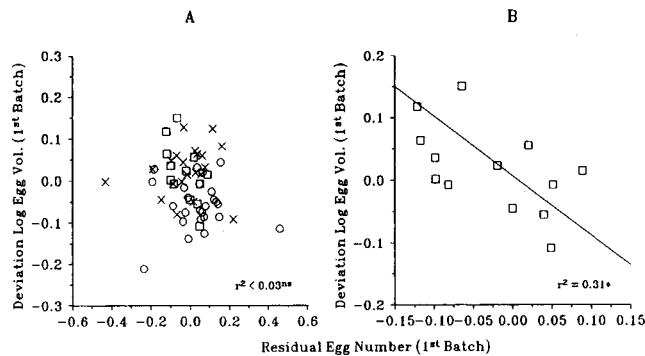 A
B
Deviation Log Egg Vol. (1st Batch)
0.3
0.2
0.1
0.0
−0.1
−0.2
−0.3
−0.6 −0.4 −0.2 0.0 0.2 0.4 0.6
r² < 0.03ns
Deviation Log Egg Vol. (1st Batch)
0.2
0.1
0.0
−0.1
−0.2
−0.15 −0.10 −0.05 0.00 0.05 0.10 0.15
r² = 0.31*
Residual Egg Number (1st Batch)